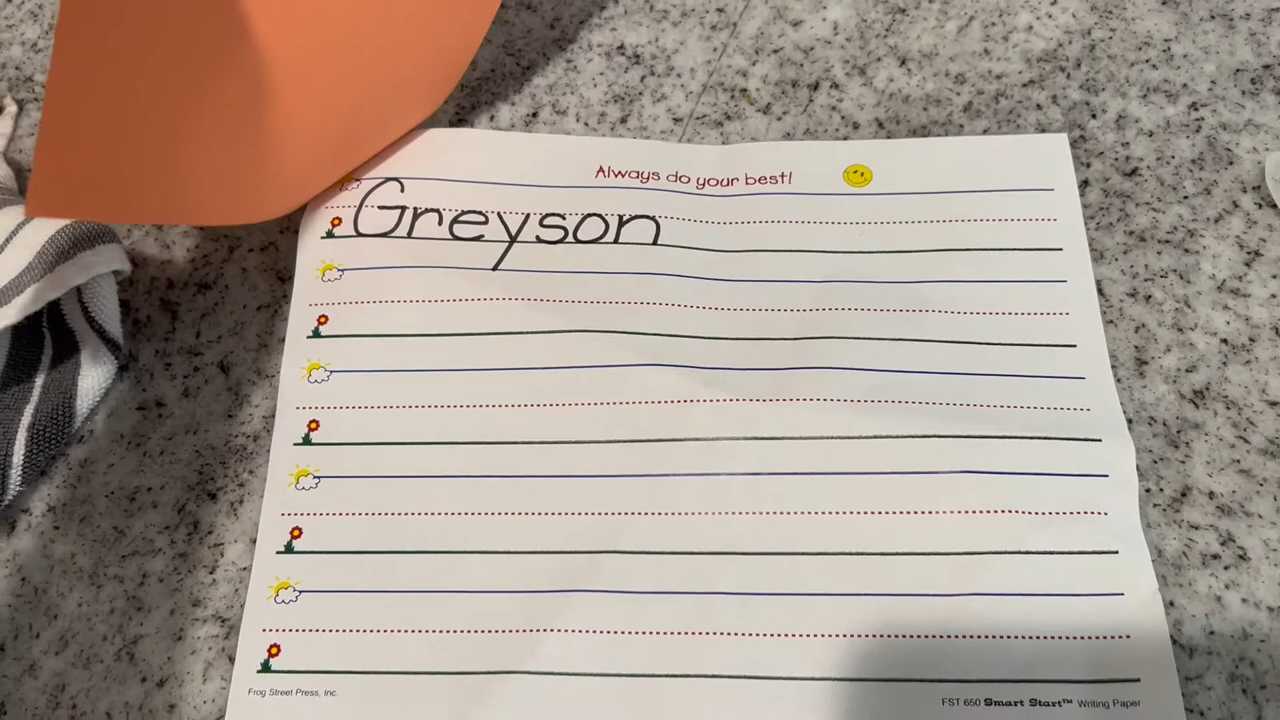 Always do your best!
Greyson
Frog Street Press, Inc.
FST 650 Smart Start™ Writing Paper